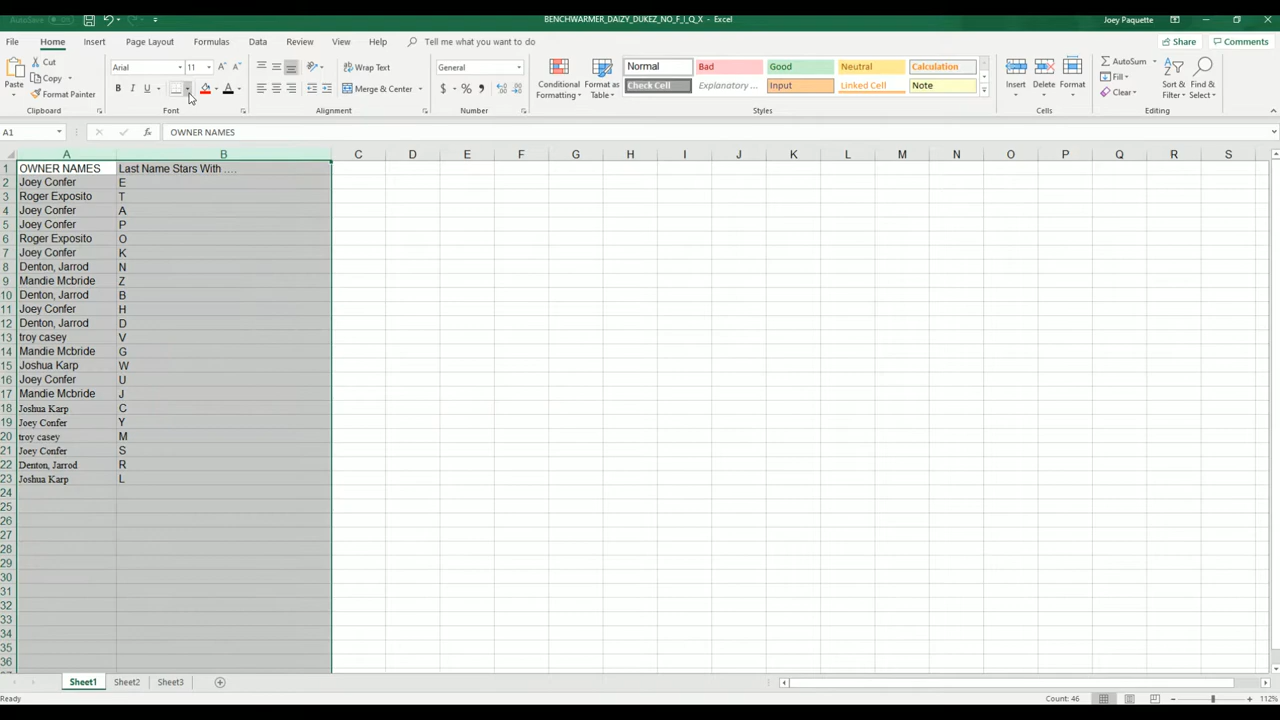 AutoSave Off BENCHWARMER_DAIZY_DUKEZ_NO_F_I_Q_X - Excel Joey Paquette
File Home Insert Page Layout Formulas Data Review View Help Tell me what you want to do Share Comments
Paste Cut Copy Format Painter Clipboard
Arial 11 B I U A Font
Wrap Text Merge & Center Alignment
General $ % , Number
Conditional Formatting Format as Table
Normal Bad Good Neutral Calculation
Check Cell Explanatory ... Input Linked Cell Note
Styles
Insert Delete Format Cells
AutoSum Fill Clear Sort & Filter Find & Select Editing
A1 fx OWNER NAMES
A B C D E F G H I J K L M N O P Q R S
1 OWNER NAMES Last Name Stars With ....
2 Joey Confer E
3 Roger Exposito T
4 Joey Confer A
5 Joey Confer P
6 Roger Exposito O
7 Joey Confer K
8 Denton, Jarrod N
9 Mandie Mcbride Z
10 Denton, Jarrod B
11 Joey Confer H
12 Denton, Jarrod D
13 troy casey V
14 Mandie Mcbride G
15 Joshua Karp W
16 Joey Confer U
17 Mandie Mcbride J
18 Joshua Karp C
19 Joey Confer Y
20 troy casey M
21 Joey Confer S
22 Denton, Jarrod R
23 Joshua Karp L
24
25
26
27
28
29
30
31
32
33
34
35
36
Sheet1 Sheet2 Sheet3
Ready Count: 46 112%